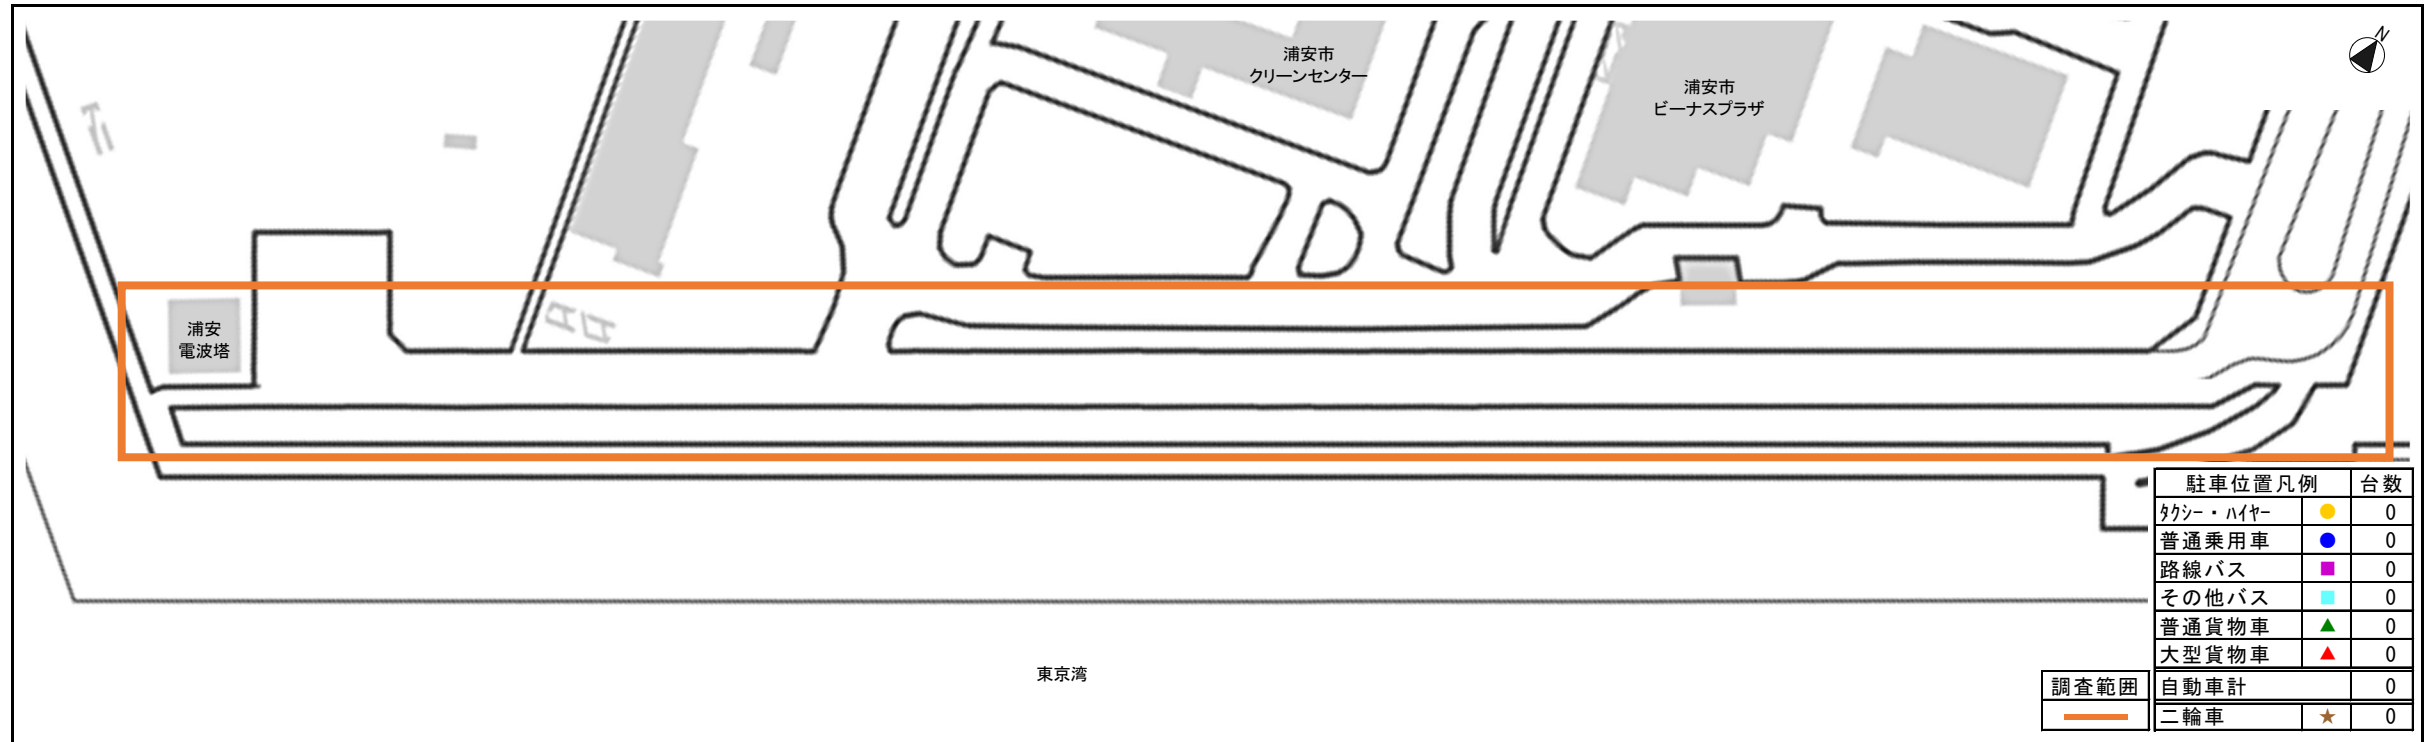 N
浦安市
クリーンセンター
浦安市
ビーナスプラザ
浦安
電波塔
東京湾
駐車位置凡例 台数
ﾀｸｼｰ・ﾊｲﾔｰ 0
普通乗用車 0
路線バス 0
その他バス 0
普通貨物車 0
大型貨物車 0
調査範囲 自動車計 0
二輪車 ★ 0